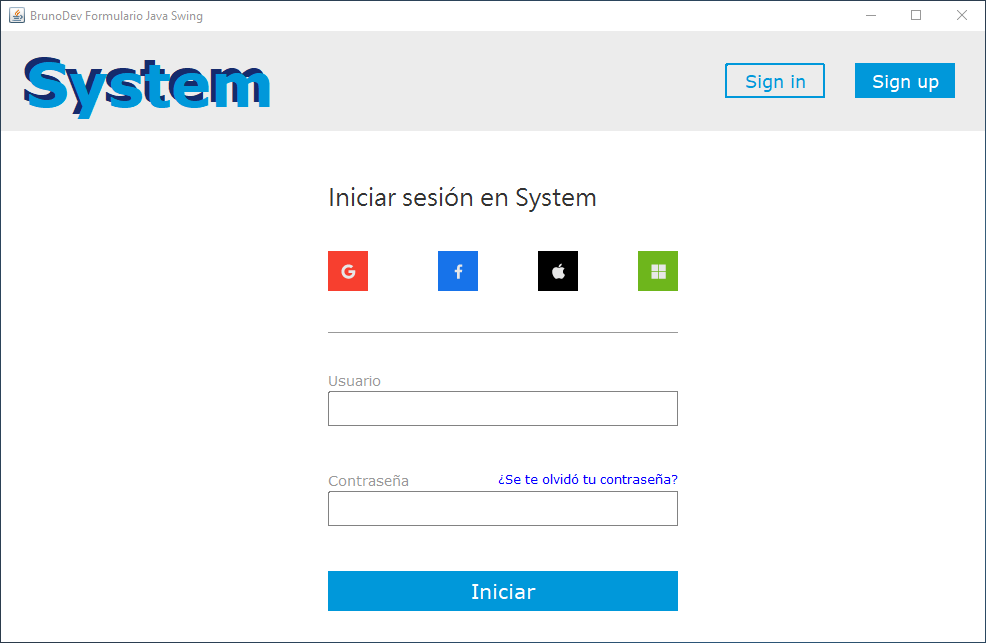 BrunoDev Formulario Java Swing
System
Sign in
Sign up
Iniciar sesión en System
G
f
Usuario
Contraseña
¿Se te olvidó tu contraseña?
Iniciar